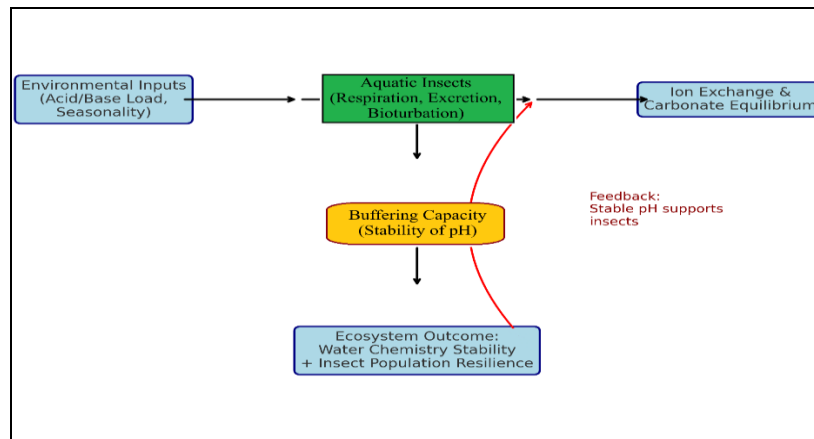 Environmental Inputs
(Acid/Base Load,
Seasonality)
Aquatic Insects
(Respiration, Excretion,
Bioturbation)
Ion Exchange &
Carbonate Equilibrium
Feedback:
Stable pH supports
insects
Buffering Capacity
(Stability of pH)
Ecosystem Outcome:
Water Chemistry Stability
+ Insect Population Resilience